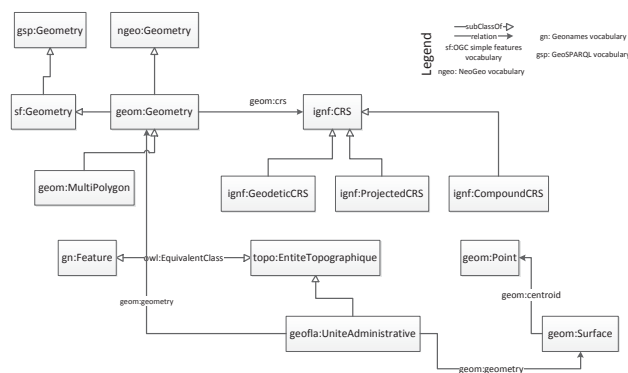 gsp:Geometry
ngeo:Geometry
Legend
subClassOf
relation
sf:OGC simple features
vocabulary
ngeo: NeoGeo vocabulary
gn: Geonames vocabulary
gsp: GeoSPARQL vocabulary
sf:Geometry
geom:Geometry
geom:crs
ignf:CRS
geom:MultiPolygon
ignf:GeodeticCRS
ignf:ProjectedCRS
ignf:CompoundCRS
gn:Feature
owl:EquivalentClass
topo:EntiteTopographique
geom:Point
geom:geometry
geom:centroid
geofla:UniteAdministrative
geom:Surface
geom:geometry